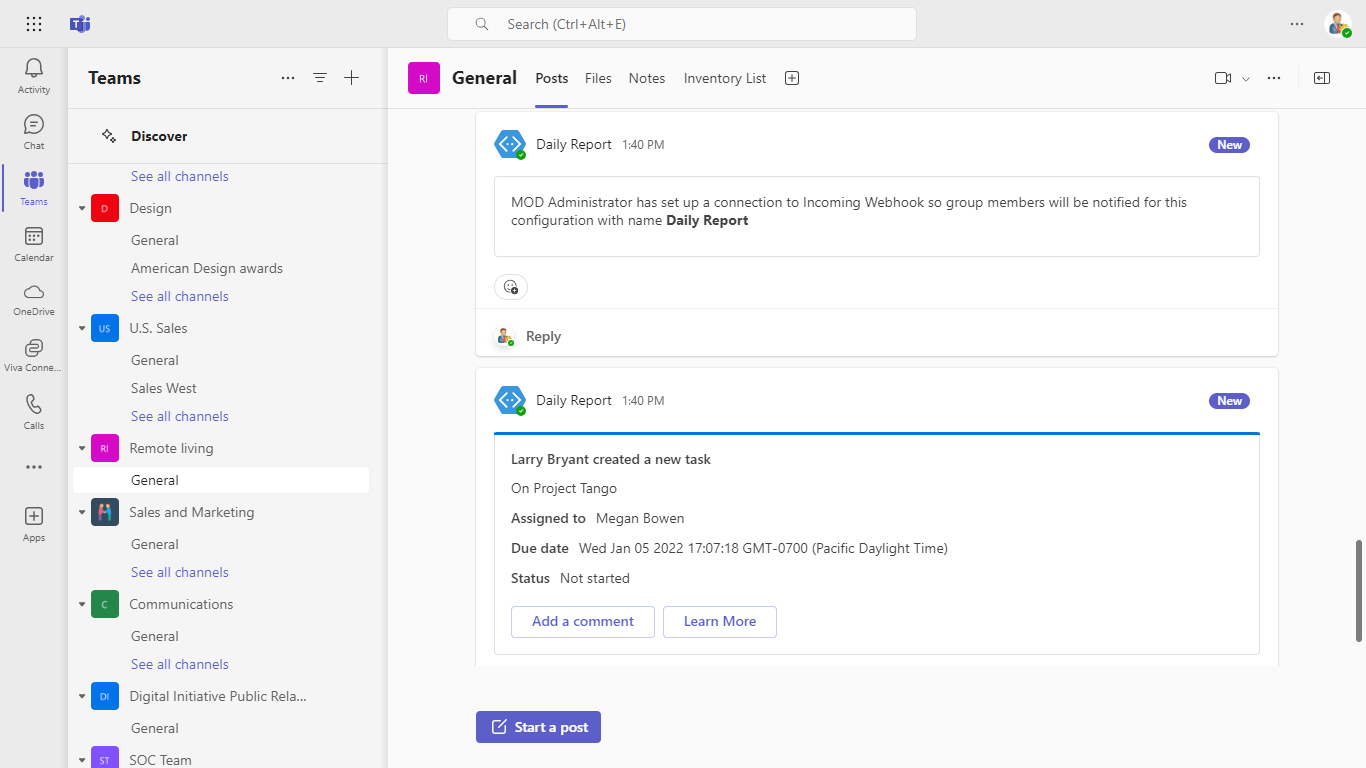 Search (Ctrl+Alt+E)
Activity
Chat
Teams
Calendar
OneDrive
Viva Conne...
Calls
Apps
Teams
Discover
See all channels
D Design
General
American Design awards
See all channels
US U.S. Sales
General
Sales West
See all channels
Rl Remote living
General
Sales and Marketing
General
See all channels
C Communications
General
See all channels
DI Digital Initiative Public Rela...
General
ST SOC Team
Rl General Posts Files Notes Inventory List
Daily Report 1:40 PM New
MOD Administrator has set up a connection to Incoming Webhook so group members will be notified for this
configuration with name Daily Report
Reply
Daily Report 1:40 PM New
Larry Bryant created a new task
On Project Tango
Assigned to Megan Bowen
Due date Wed Jan 05 2022 17:07:18 GMT-0700 (Pacific Daylight Time)
Status Not started
Add a comment Learn More
Start a post